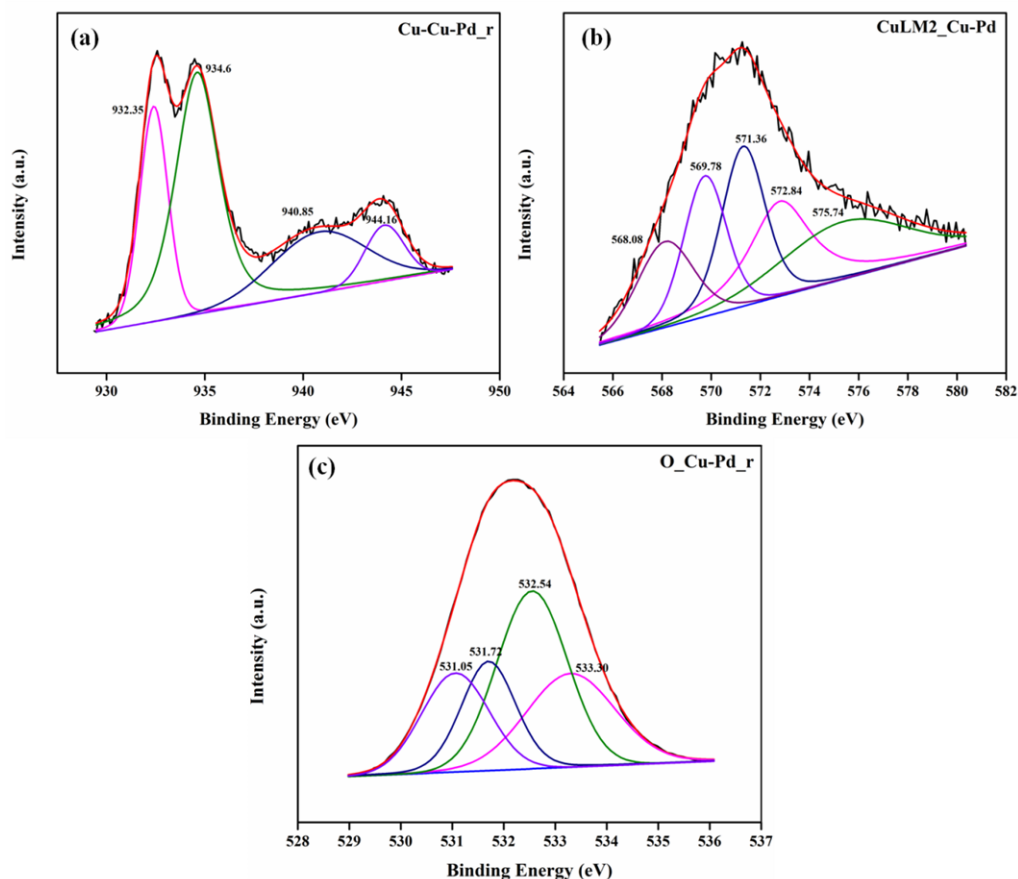 (a)
Cu-Cu-Pd_r
932.35
934.6
940.85
944.16
Intensity (a.u.)
930 935 940 945 950
Binding Energy (eV)
(b)
CuLM2_Cu-Pd
568.08
569.78
571.36
572.84
575.74
Intensity (a.u.)
564 566 568 570 572 574 576 578 580 582
Binding Energy (eV)
(c)
O_Cu-Pd_r
531.05
531.72
532.54
533.30
Intensity (a.u.)
528 529 530 531 532 533 534 535 536 537
Binding Energy (eV)